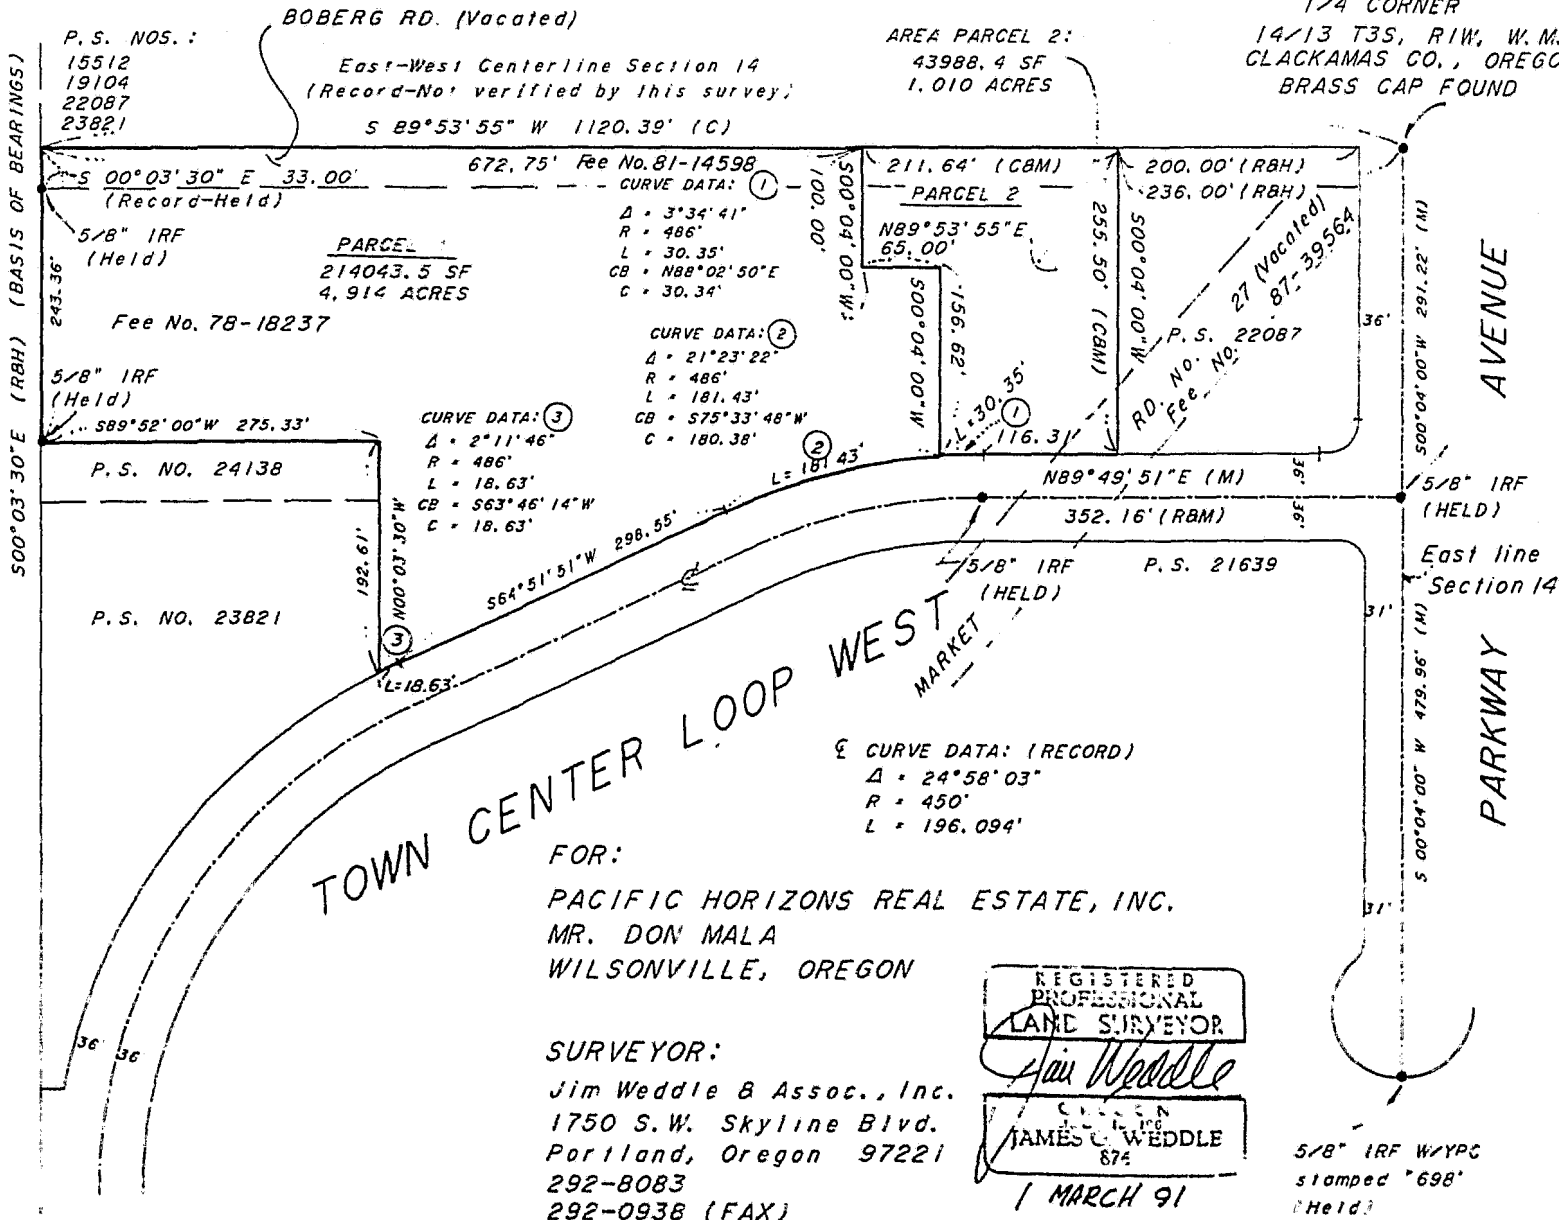 BOBERG RD. (Vacated)
P.S. NOS.:
15512
19104
22087
23821
East-West Centerline Section 14
(Record-Not verified by this survey)
S 89°53'55" W 1120.39' (C)
AREA PARCEL 2:
43988.4 SF
1.010 ACRES
1/4 CORNER
14/13 T3S, R1W, W.M.
CLACKAMAS CO., OREGO
BRASS CAP FOUND
S00°03'30"E (RBH) (BASIS OF BEARINGS)
S 00°03'30" E 33.00'
(Record-Held)
672.75' Fee No. 81-14598
211.64' (CBM)
200.00' (RBH)
236.00' (RBH)
5/8" IRF
(Held)
243.36'
PARCEL 1
214043.5 SF
4.914 ACRES
Fee No. 78-18237
CURVE DATA: 1
Δ = 3°34'41"
R = 486'
L = 30.35'
CB = N88°02'50"E
C = 30.34'
S00°04'00"W
100.00'
PARCEL 2
N89°53'55"E
65.00'
S00°04'00"W
156.62'
255.50' (CBM)
S00°04'00"W
RD. NO. 27 (Vacated)
Fee No. 87-39564
P.S. 22087
36'
S00°04'00"W 291.22' (M)
AVENUE
CURVE DATA: 2
Δ = 21°23'22"
R = 486'
L = 181.43'
CB = S75°33'48"W
C = 180.38'
5/8" IRF
(Held)
S89°52'00"W 275.33'
P.S. NO. 24138
CURVE DATA: 3
Δ = 2°11'46"
R = 486'
L = 18.63'
CB = S63°46'14"W
C = 18.63'
2
L=181.43'
L=30.35'
1
116.31
N89°49'51"E (M)
352.16' (RBM)
36'
36'
5/8" IRF
(HELD)
192.61'
N00°03'30"W
S64°51'51"W 298.55'
℄
5/8" IRF
(HELD)
P.S. 21639
East line
Section 14
P.S. NO. 23821
3
L=18.63'
MARKET
TOWN CENTER LOOP WEST
31'
S 00°04'00" W 479.96' (M)
PARKWAY
31'
℄ CURVE DATA: (RECORD)
Δ = 24°58'03"
R = 450'
L = 196.094'
36'
36'
FOR:
PACIFIC HORIZONS REAL ESTATE, INC.
MR. DON MALA
WILSONVILLE, OREGON
SURVEYOR:
Jim Weddle & Assoc., Inc.
1750 S.W. Skyline Blvd.
Portland, Oregon 97221
292-8083
292-0938 (FAX)
REGISTERED
PROFESSIONAL
LAND SURVEYOR
Jim Weddle
JAMES C. WEDDLE
874
1 MARCH 91
5/8" IRF W/YPC
stamped "698"
(Held)